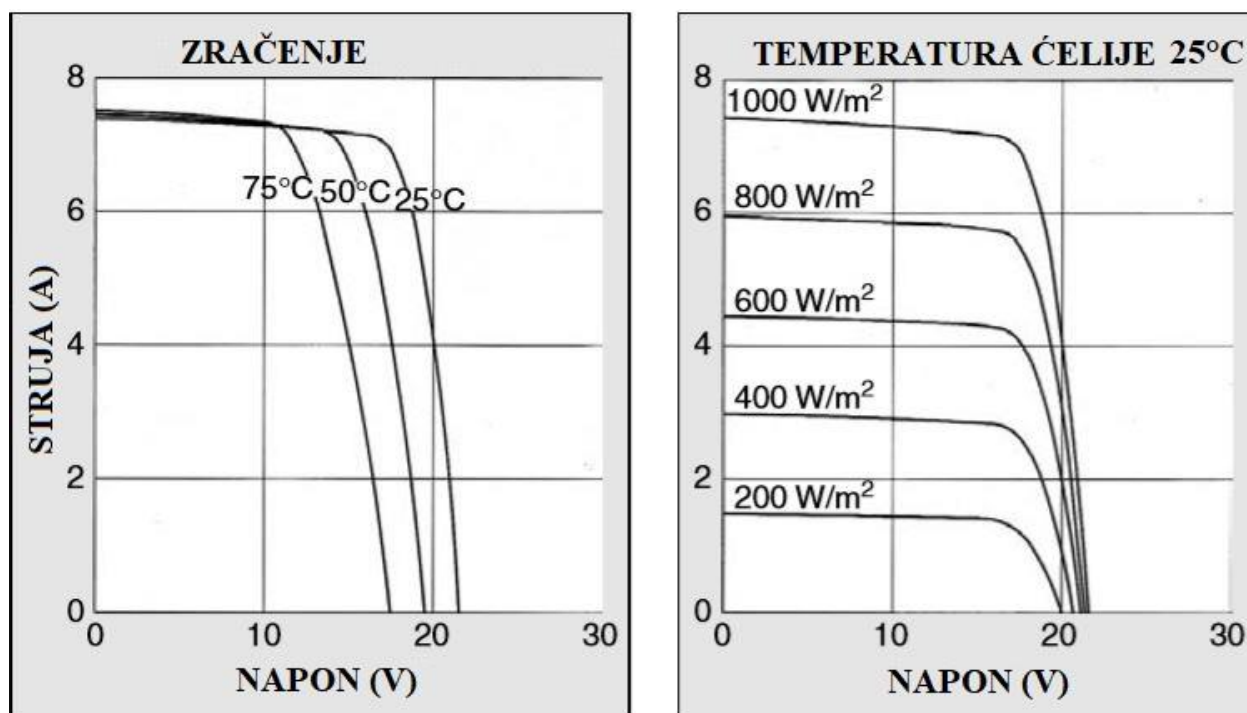 ZRAČENJE
8
6
4
2
0
75°C 50°C 25°C
0 10 20 30
STRUJA (A)
NAPON (V)
TEMPERATURA ĆELIJE 25°C
8
6
4
2
0
1000 W/m²
800 W/m²
600 W/m²
400 W/m²
200 W/m²
0 10 20 30
NAPON (V)